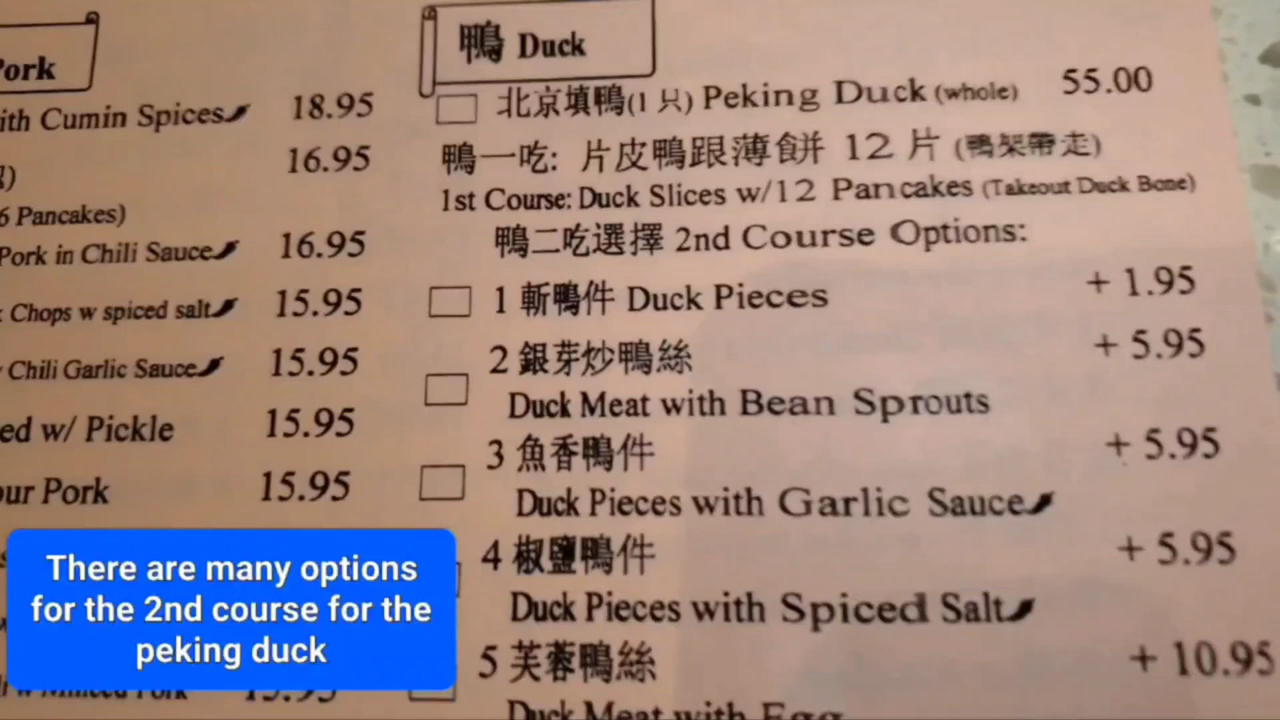 Pork
ith Cumin Spices 18.95
16.95
6 Pancakes)
Pork in Chili Sauce 16.95
Chops w spiced salt 15.95
Chili Garlic Sauce 15.95
ed w/ Pickle 15.95
our Pork 15.95
15.95
鴨 Duck
北京填鴨(1 只) Peking Duck (whole) 55.00
鴨一吃: 片皮鴨跟薄餅 12 片 (鴨架帶走)
1st Course: Duck Slices w/12 Pancakes (Takeout Duck Bone)
鴨二吃選擇 2nd Course Options:
1 斬鴨件 Duck Pieces + 1.95
2 銀芽炒鴨絲 + 5.95
Duck Meat with Bean Sprouts
3 魚香鴨件 + 5.95
Duck Pieces with Garlic Sauce
4 椒鹽鴨件 + 5.95
Duck Pieces with Spiced Salt
5 芙蓉鴨絲 + 10.95
Duck Meat with Egg
There are many options
for the 2nd course for the
peking duck